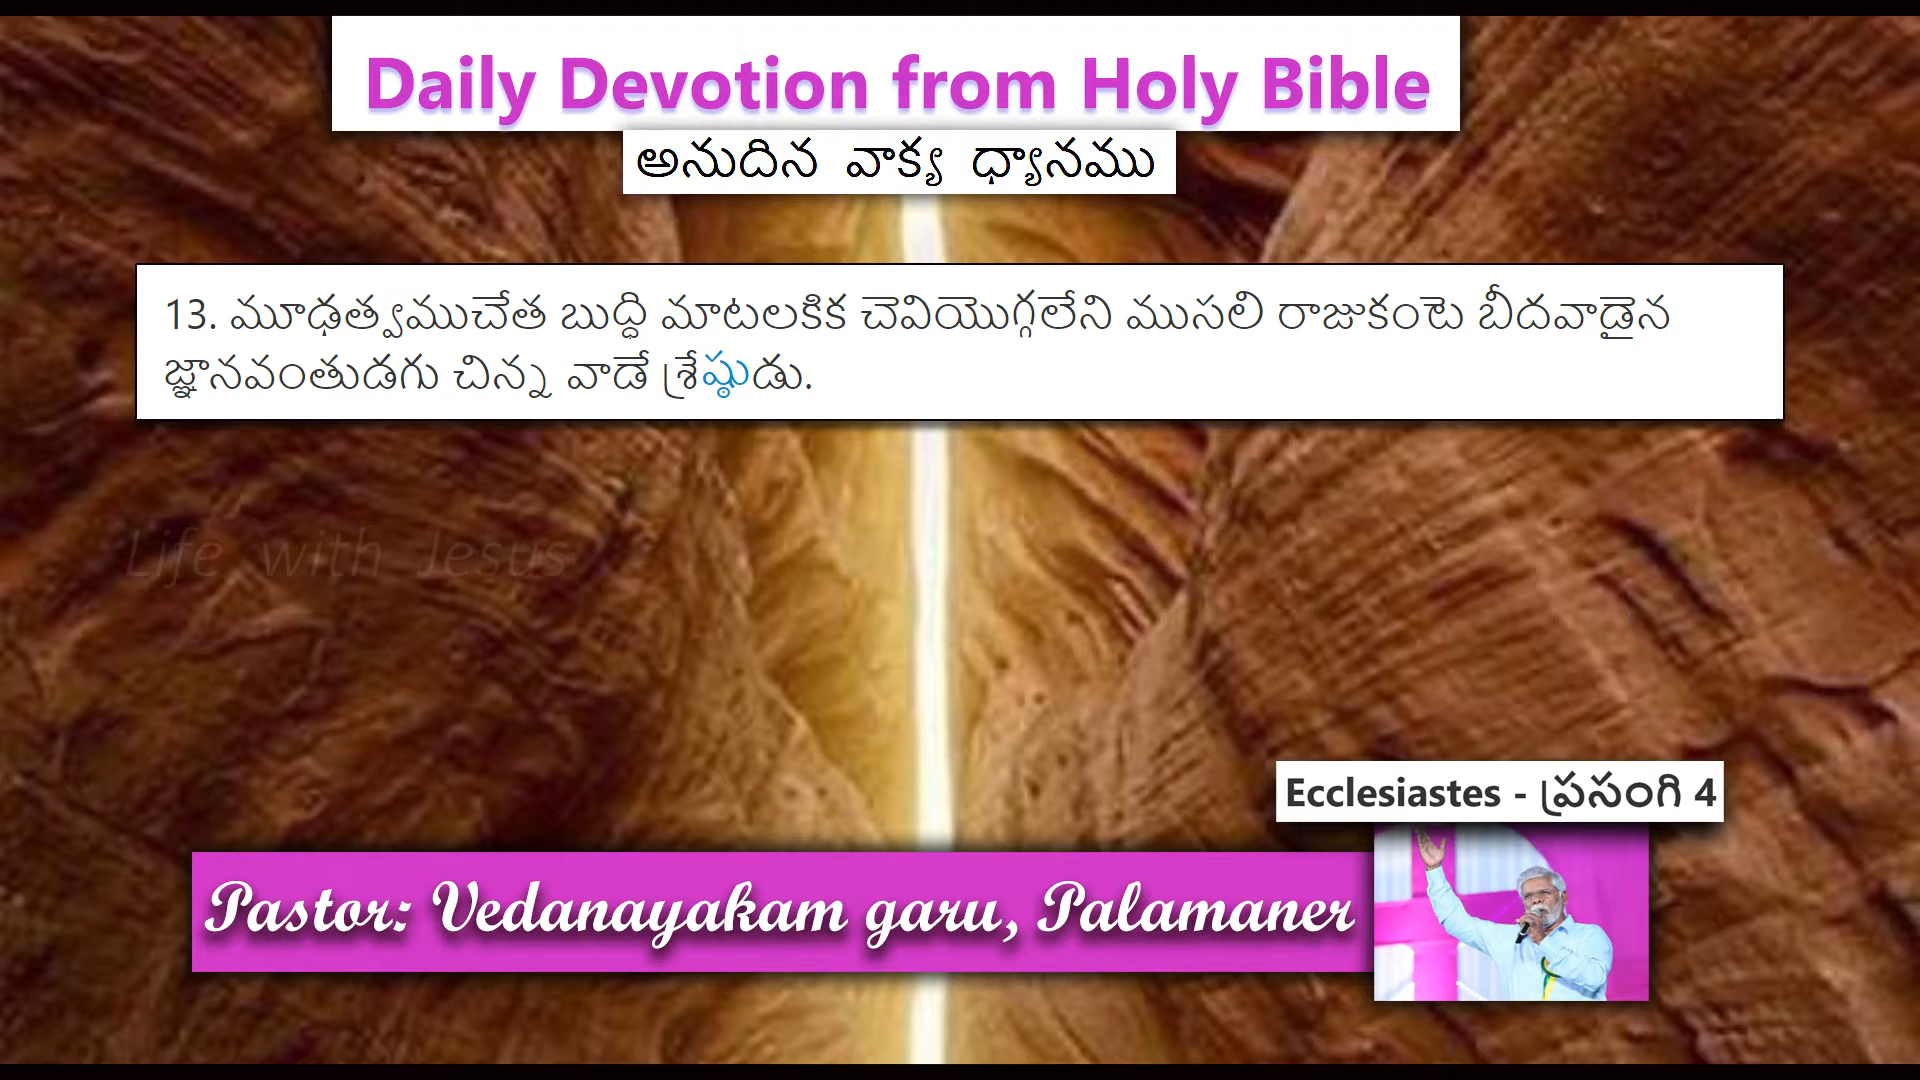 Daily Devotion from Holy Bible
అనుదిన వాక్య ధ్యానము
13. మూఢత్వముచేత బుద్ధి మాటలకిక చెవియొగ్గలేని ముసలి రాజుకంటె బీదవాడైన
జ్ఞానవంతుడగు చిన్న వాడే శ్రేష్ఠుడు.
Life with Jesus
Ecclesiastes - ప్రసంగి 4
Pastor: Vedanayakam garu, Palamaner